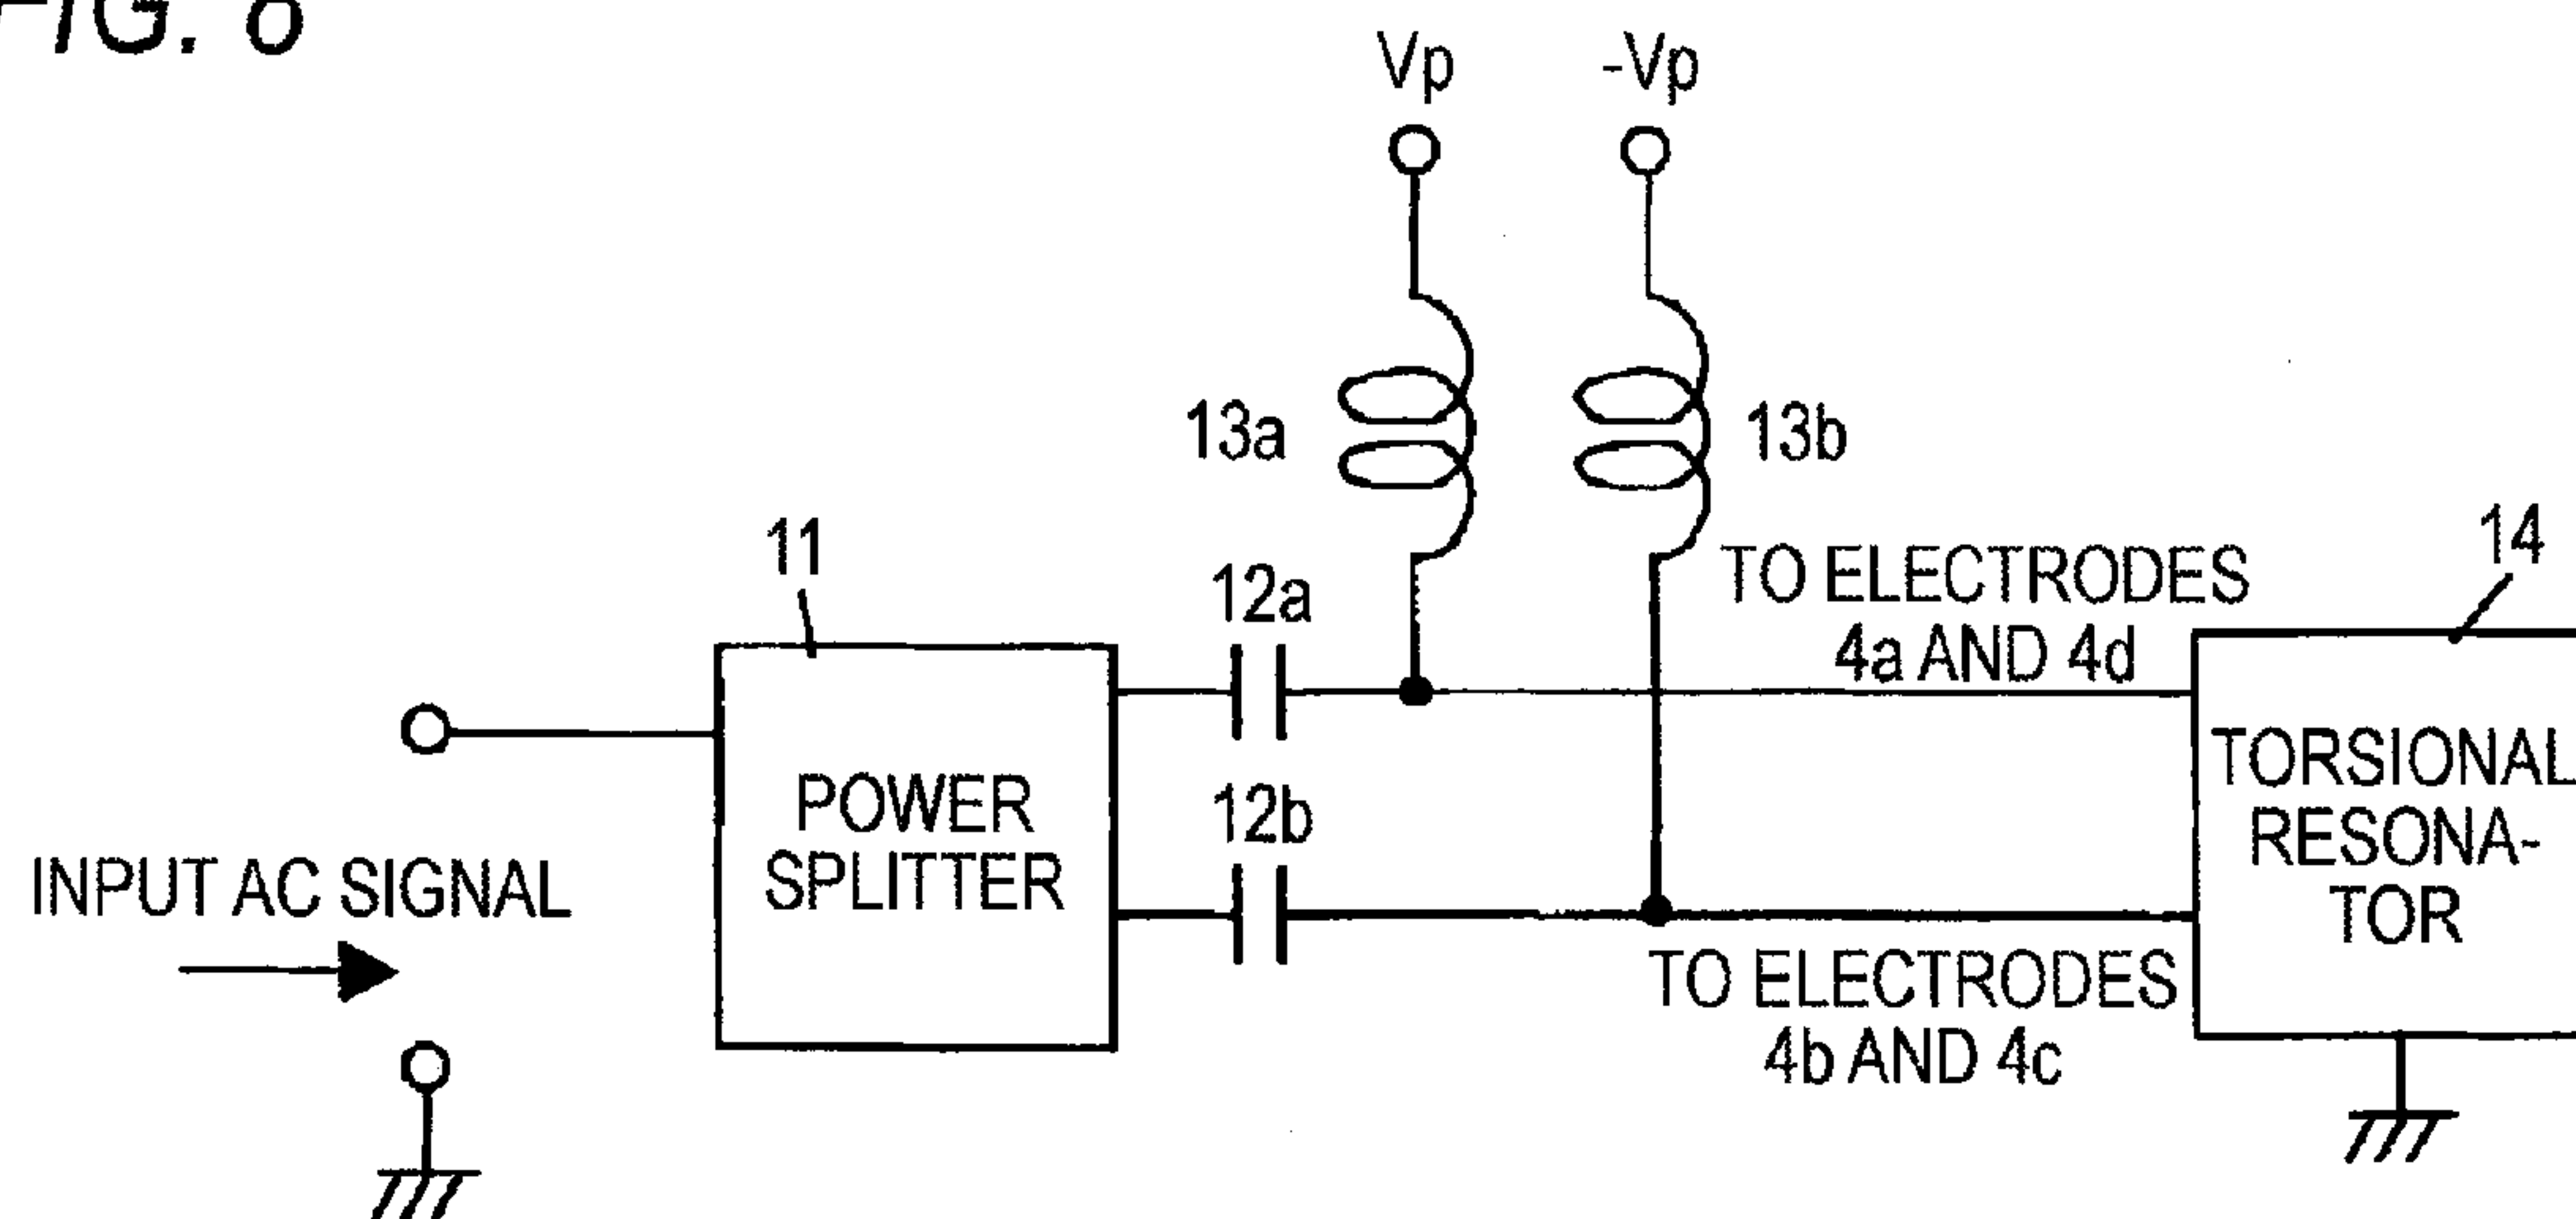 FIG. 8
Vp
-Vp
13a
13b
11
12a
TO ELECTRODES
4a AND 4d
14
POWER
SPLITTER
12b
TORSIONAL
RESONA-
TOR
INPUT AC SIGNAL
TO ELECTRODES
4b AND 4c